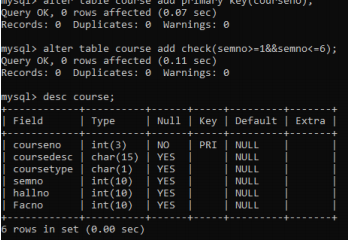 mysql> alter table course add primary key(courseno);
Query OK, 0 rows affected (0.07 sec)
Records: 0  Duplicates: 0  Warnings: 0
mysql> alter table course add check(semno>=1&&semno<=6);
Query OK, 0 rows affected (0.11 sec)
Records: 0  Duplicates: 0  Warnings: 0
mysql> desc course;
+------------+----------+------+-----+---------+-------+
| Field      | Type     | Null | Key | Default | Extra |
+------------+----------+------+-----+---------+-------+
| courseno   | int(3)   | NO   | PRI | NULL    |       |
| coursedesc | char(15) | YES  |     | NULL    |       |
| coursetype | char(1)  | YES  |     | NULL    |       |
| semno      | int(10)  | YES  |     | NULL    |       |
| hallno     | int(10)  | YES  |     | NULL    |       |
| Facno      | int(10)  | YES  |     | NULL    |       |
+------------+----------+------+-----+---------+-------+
6 rows in set (0.00 sec)